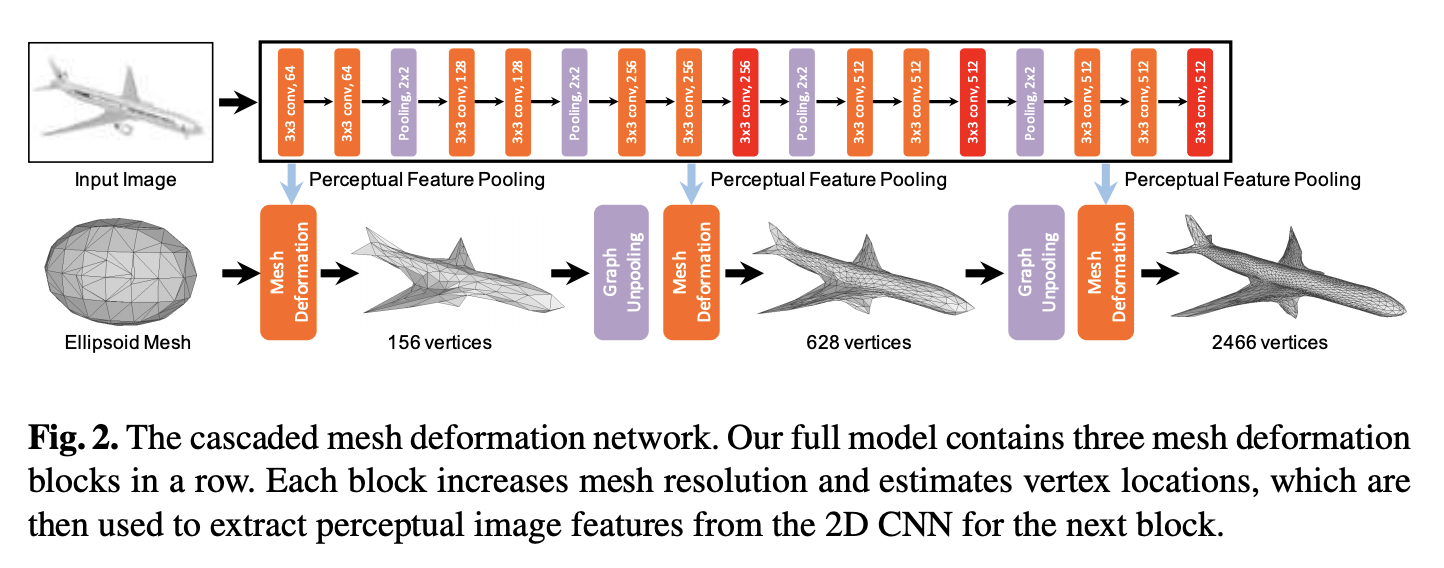 3x3 conv, 64
3x3 conv, 64
Pooling, 2x2
3x3 conv, 128
3x3 conv, 128
Pooling, 2x2
3x3 conv, 256
3x3 conv, 256
3x3 conv, 256
Pooling, 2x2
3x3 conv, 512
3x3 conv, 512
3x3 conv, 512
Pooling, 2x2
3x3 conv, 512
3x3 conv, 512
3x3 conv, 512
Input Image
Perceptual Feature Pooling
Perceptual Feature Pooling
Perceptual Feature Pooling
Mesh
Deformation
Graph
Unpooling
Mesh
Deformation
Graph
Unpooling
Mesh
Deformation
Ellipsoid Mesh
156 vertices
628 vertices
2466 vertices
Fig. 2. The cascaded mesh deformation network. Our full model contains three mesh deformation
blocks in a row. Each block increases mesh resolution and estimates vertex locations, which are
then used to extract perceptual image features from the 2D CNN for the next block.